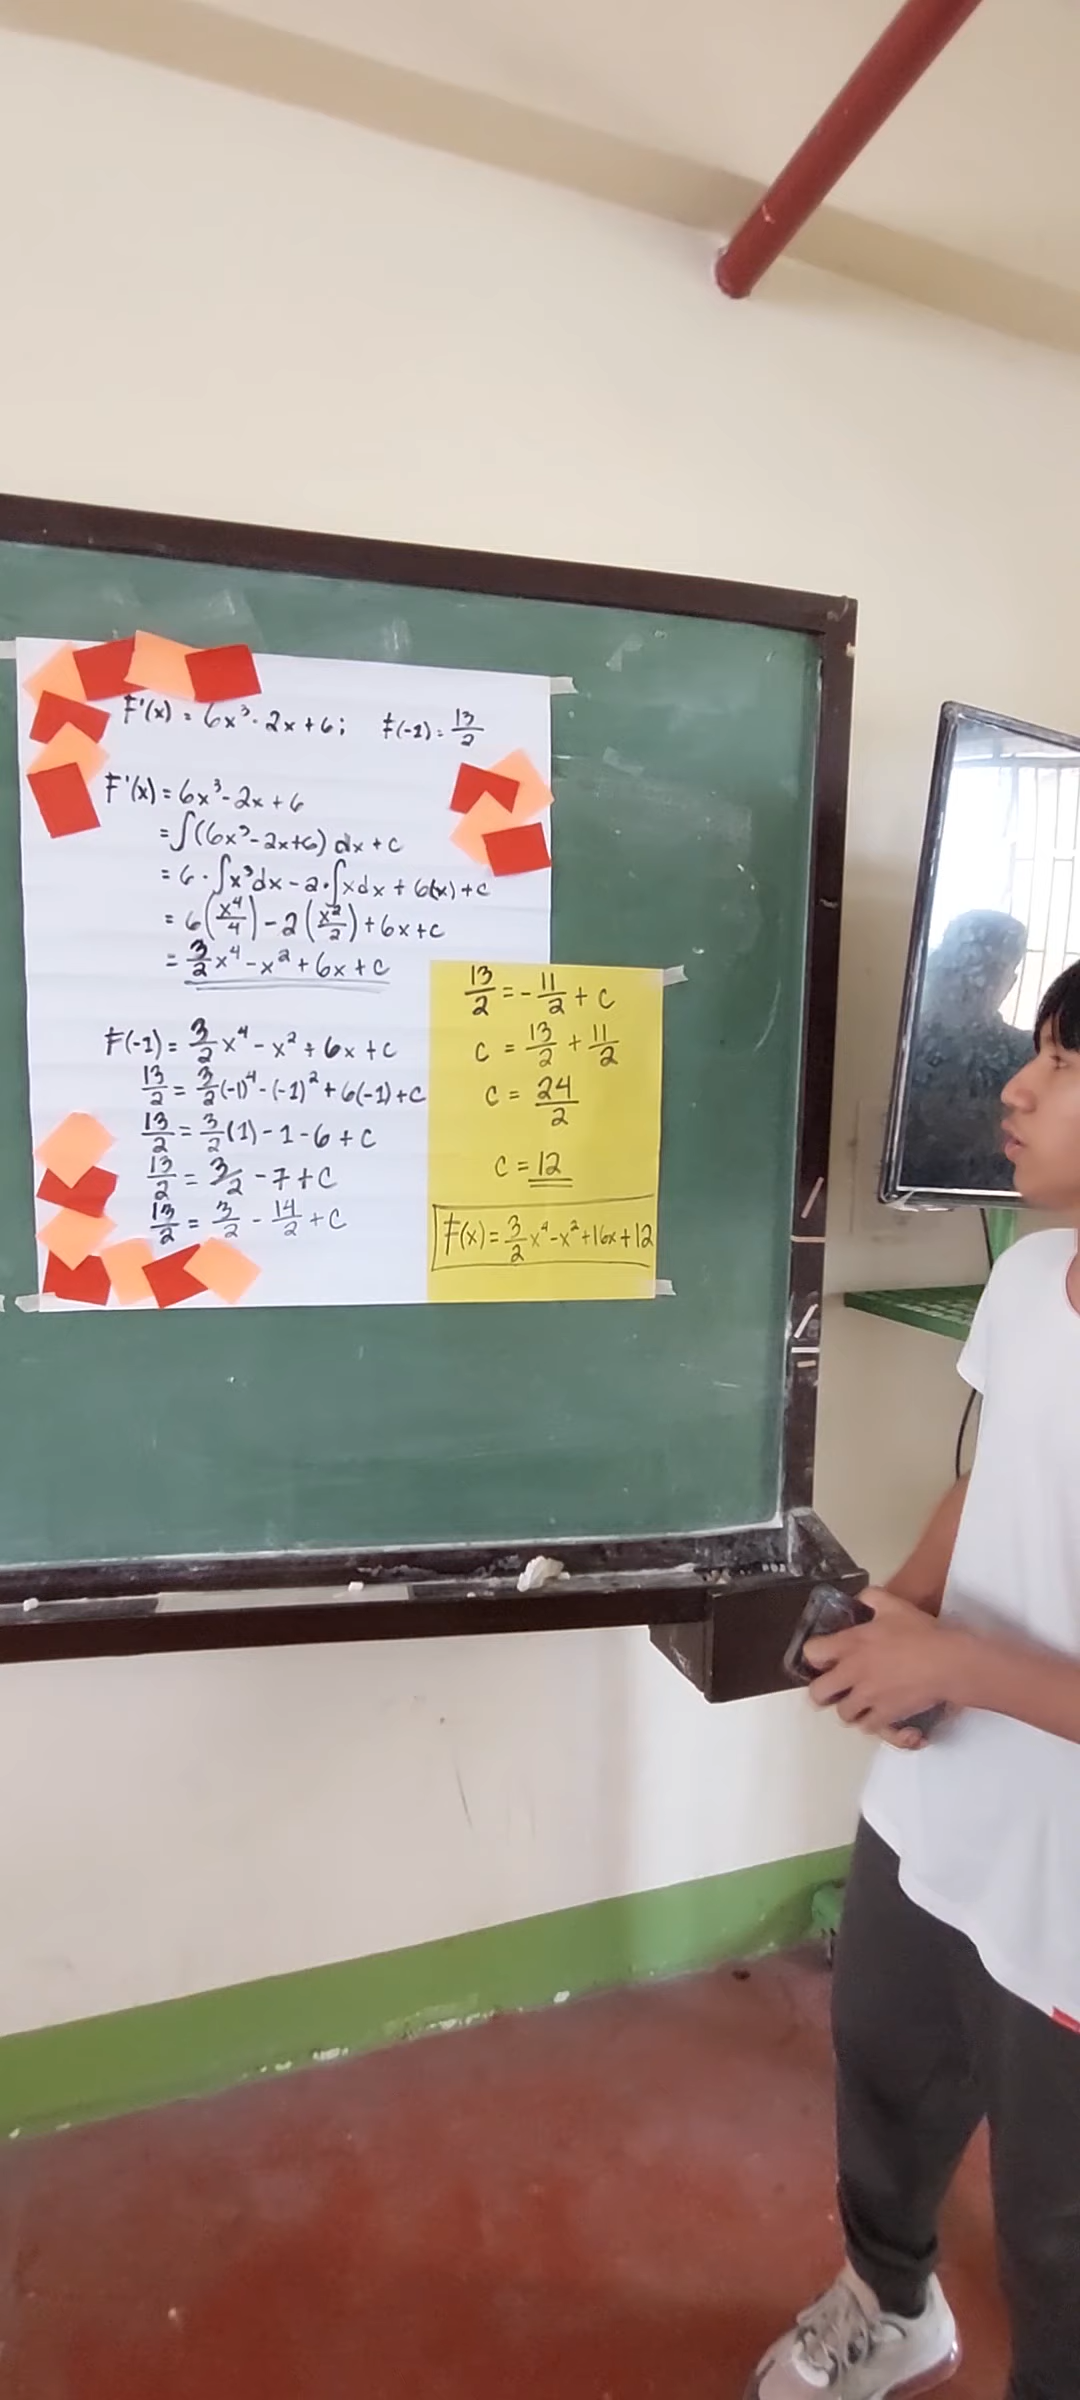 F'(x) = 6x³ - 2x + 6; f(-1) = 13/2
F'(x) = 6x³ - 2x + 6
= ∫(6x³ - 2x + 6) dx + c
= 6 · ∫x³dx - 2 · ∫xdx + 6(x) + c
= 6(x⁴/4) - 2(x²/2) + 6x + c
= 3/2 x⁴ - x² + 6x + c
F(-1) = 3/2 x⁴ - x² + 6x + c
13/2 = 3/2 (-1)⁴ - (-1)² + 6(-1) + c
13/2 = 3/2 (1) - 1 - 6 + c
13/2 = 3/2 - 7 + c
13/2 = 3/2 - 14/2 + c
13/2 = - 11/2 + c
c = 13/2 + 11/2
c = 24/2
c = 12
F(x) = 3/2 x⁴ - x² + 16x + 12